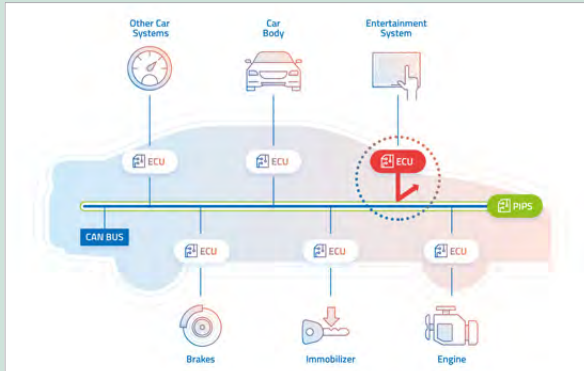 Other Car
Systems
Car
Body
Entertainment
System
ECU
ECU
ECU
PIPS
CAN BUS
ECU
ECU
ECU
Brakes
Immobilizer
Engine